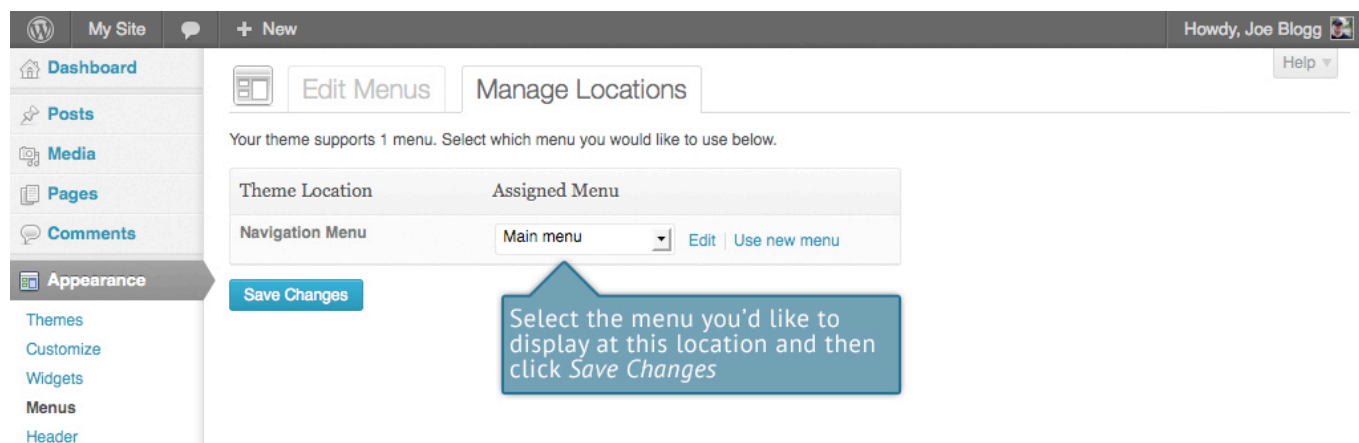 My Site
+ New
Howdy, Joe Blogg
Help
Dashboard
Posts
Media
Pages
Comments
Appearance
Themes
Customize
Widgets
Menus
Header
Edit Menus
Manage Locations
Your theme supports 1 menu. Select which menu you would like to use below.
Theme Location
Assigned Menu
Navigation Menu
Main menu
Edit | Use new menu
Save Changes
Select the menu you’d like to
display at this location and then
click Save Changes